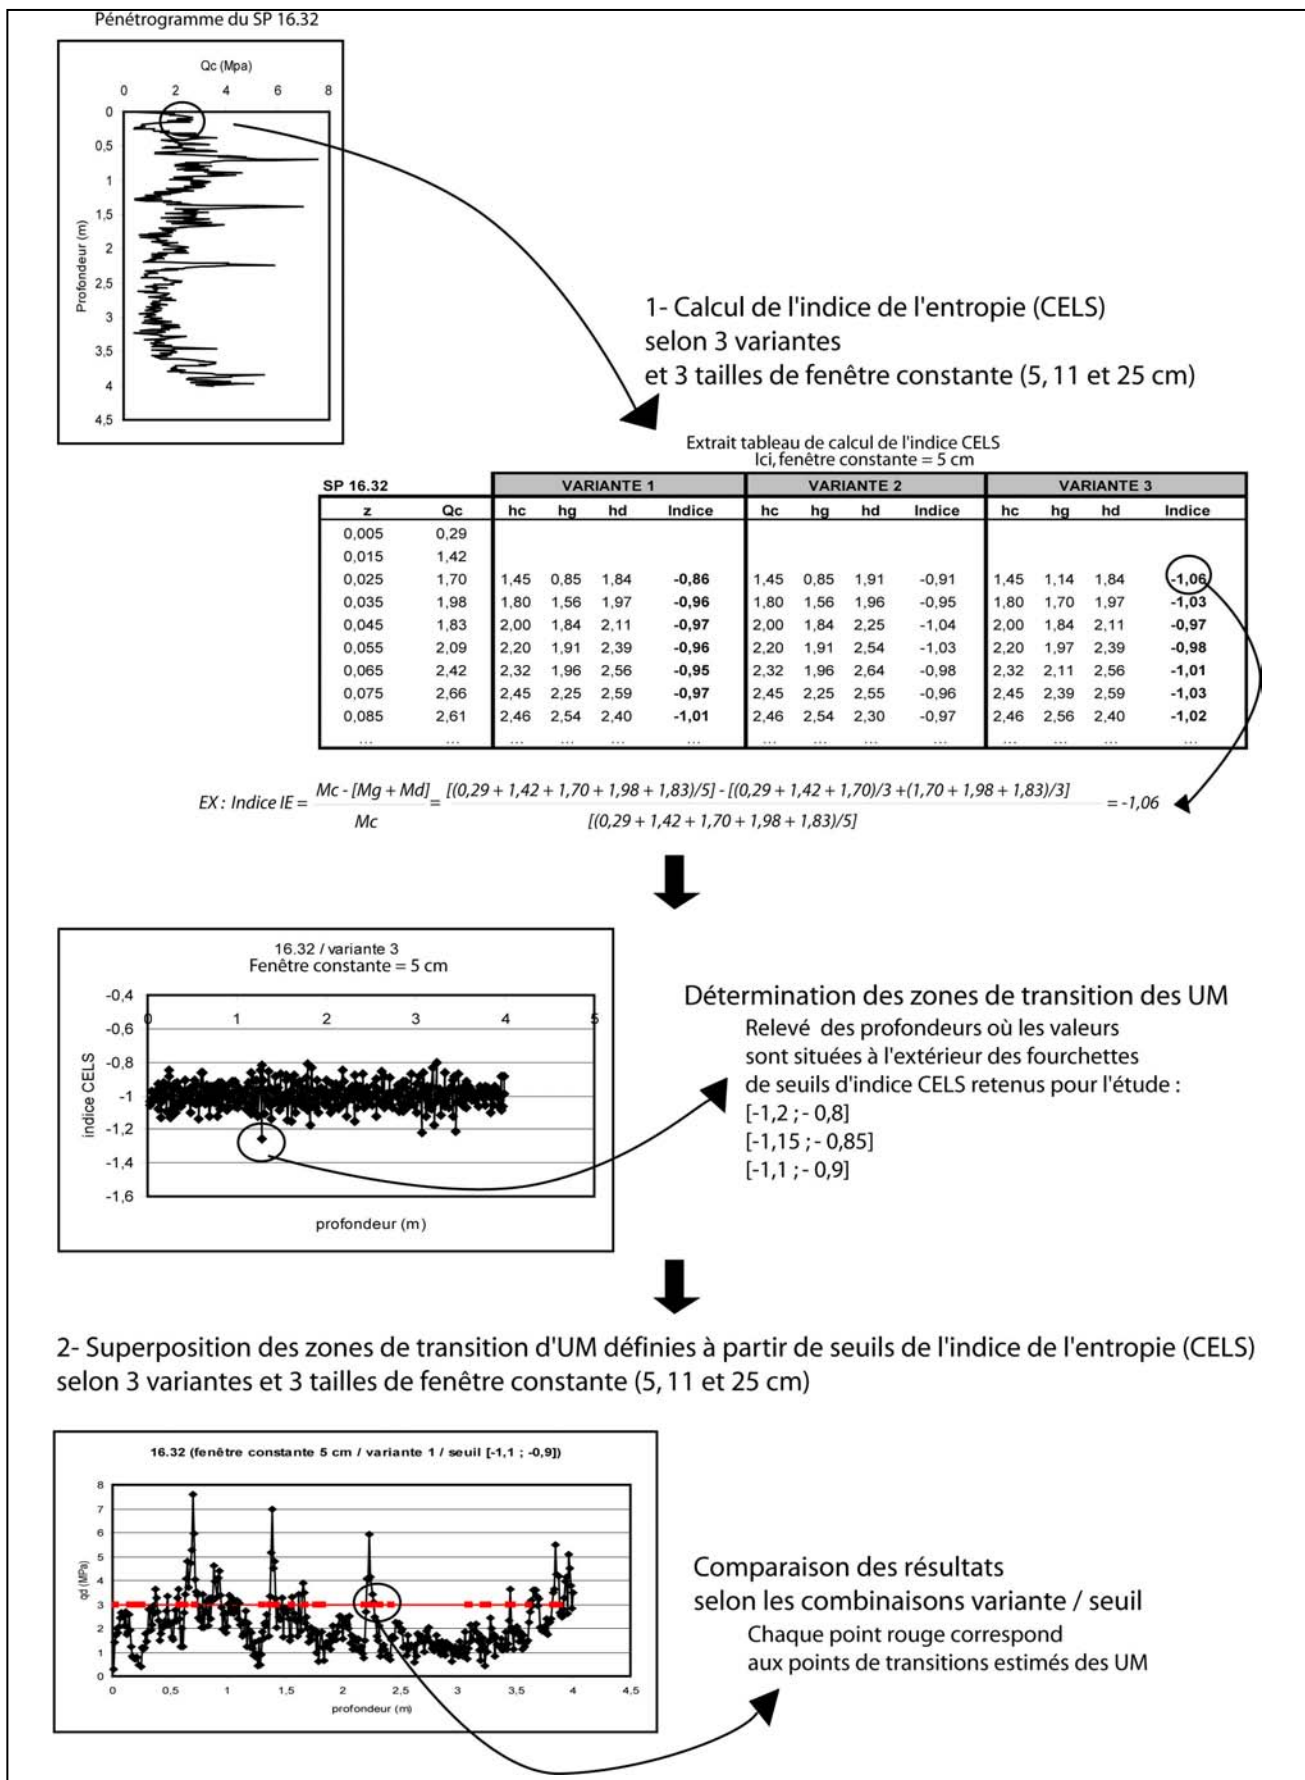 Pénétrogramme du SP 16.32
Qc (Mpa)
0 2 4 6 8
0
0,5
1
1,5
2
2,5
3
3,5
4
4,5
Profondeur (m)
1- Calcul de l'indice de l'entropie (CELS)
selon 3 variantes
et 3 tailles de fenêtre constante (5, 11 et 25 cm)
Extrait tableau de calcul de l'indice CELS
Ici, fenêtre constante = 5 cm
SP 16.32 VARIANTE 1 VARIANTE 2 VARIANTE 3
z Qc hc hg hd Indice hc hg hd Indice hc hg hd Indice
0,005 0,29
0,015 1,42
0,025 1,70 1,45 0,85 1,84 -0,86 1,45 0,85 1,91 -0,91 1,45 1,14 1,84 -1,06
0,035 1,98 1,80 1,56 1,97 -0,96 1,80 1,56 1,96 -0,95 1,80 1,70 1,97 -1,03
0,045 1,83 2,00 1,84 2,11 -0,97 2,00 1,84 2,25 -1,04 2,00 1,84 2,11 -0,97
0,055 2,09 2,20 1,91 2,39 -0,96 2,20 1,91 2,54 -1,03 2,20 1,97 2,39 -0,98
0,065 2,42 2,32 1,96 2,56 -0,95 2,32 1,96 2,64 -0,98 2,32 2,11 2,56 -1,01
0,075 2,66 2,45 2,25 2,59 -0,97 2,45 2,25 2,55 -0,96 2,45 2,39 2,59 -1,03
0,085 2,61 2,46 2,54 2,40 -1,01 2,46 2,54 2,30 -0,97 2,46 2,56 2,40 -1,02
... ... ... ... ... ... ... ... ... ... ... ... ... ...
EX : Indice IE = Mc - [Mg + Md] / Mc = [(0,29 + 1,42 + 1,70 + 1,98 + 1,83)/5] - [(0,29 + 1,42 + 1,70)/3 +(1,70 + 1,98 + 1,83)/3] / [(0,29 + 1,42 + 1,70 + 1,98 + 1,83)/5] = -1,06
16.32 / variante 3
Fenêtre constante = 5 cm
-0,4
-0,6
-0,8
-1
-1,2
-1,4
-1,6
0 1 2 3 4 5
indice CELS
profondeur (m)
Détermination des zones de transition des UM
Relevé des profondeurs où les valeurs
sont situées à l'extérieur des fourchettes
de seuils d'indice CELS retenus pour l'étude :
[-1,2 ; - 0,8]
[-1,15 ; - 0,85]
[-1,1 ; - 0,9]
2- Superposition des zones de transition d'UM définies à partir de seuils de l'indice de l'entropie (CELS)
selon 3 variantes et 3 tailles de fenêtre constante (5, 11 et 25 cm)
16.32 (fenêtre constante 5 cm / variante 1 / seuil [-1,1 ; -0,9])
8
7
6
5
4
3
2
1
0
qd (MPa)
0 0,5 1 1,5 2 2,5 3 3,5 4 4,5
profondeur (m)
Comparaison des résultats
selon les combinaisons variante / seuil
Chaque point rouge correspond
aux points de transitions estimés des UM